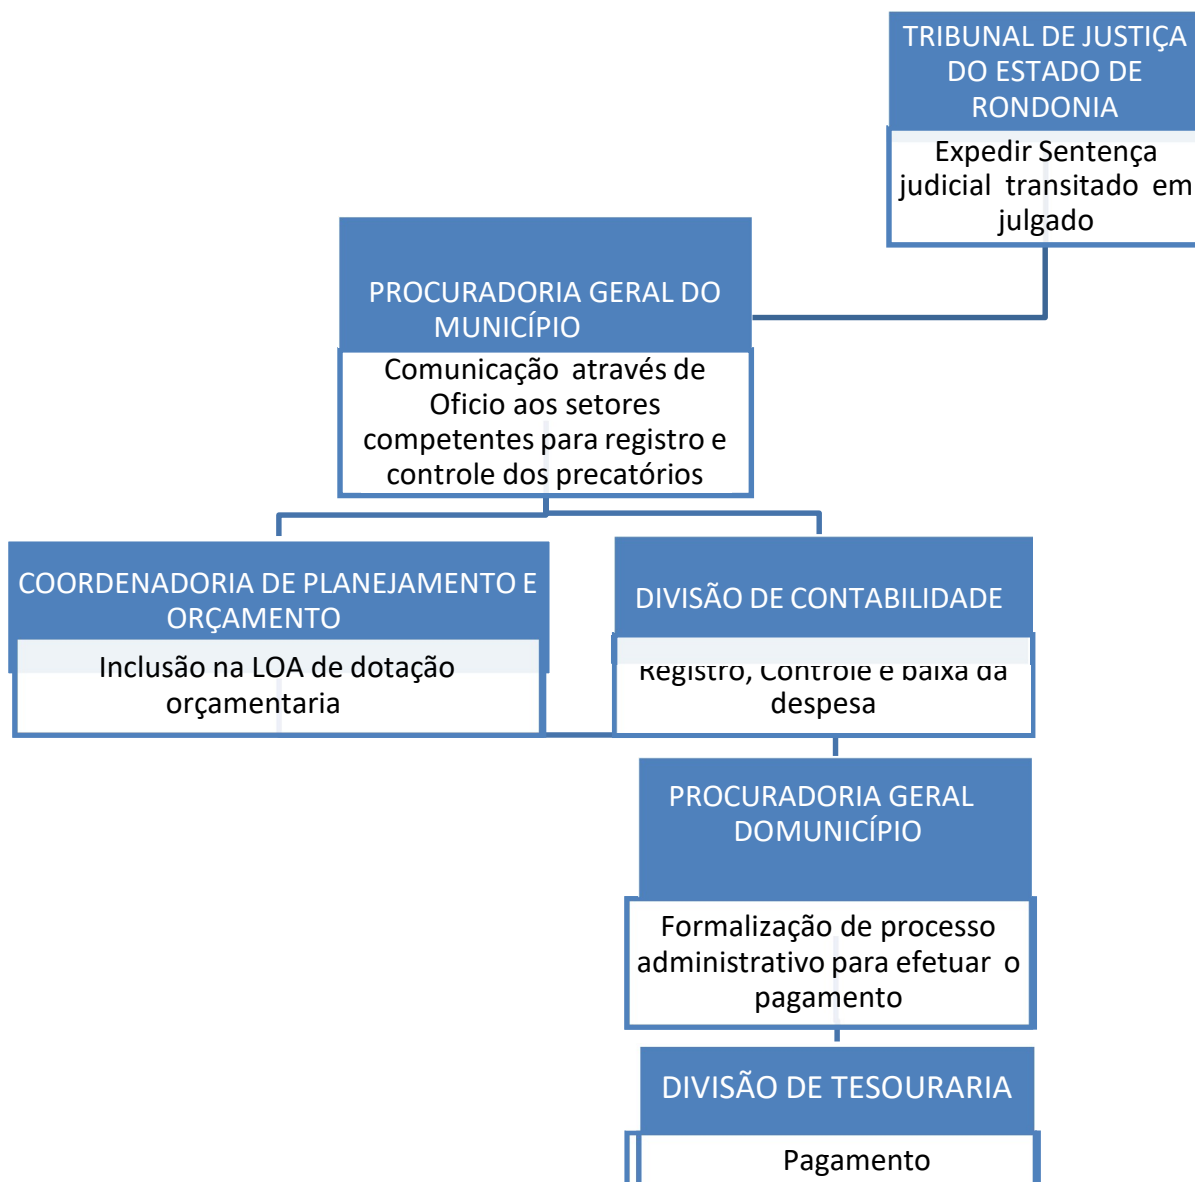 TRIBUNAL DE JUSTIÇA
DO ESTADO DE
RONDONIA
Expedir Sentença
judicial transitado em
julgado
PROCURADORIA GERAL DO
MUNICÍPIO
Comunicação através de
Oficio aos setores
competentes para registro e
controle dos precatórios
COORDENADORIA DE PLANEJAMENTO E
ORÇAMENTO
Inclusão na LOA de dotação
orçamentaria
DIVISÃO DE CONTABILIDADE
Registro, Controle e baixa da
despesa
PROCURADORIA GERAL
DOMUNICÍPIO
Formalização de processo
administrativo para efetuar o
pagamento
DIVISÃO DE TESOURARIA
Pagamento